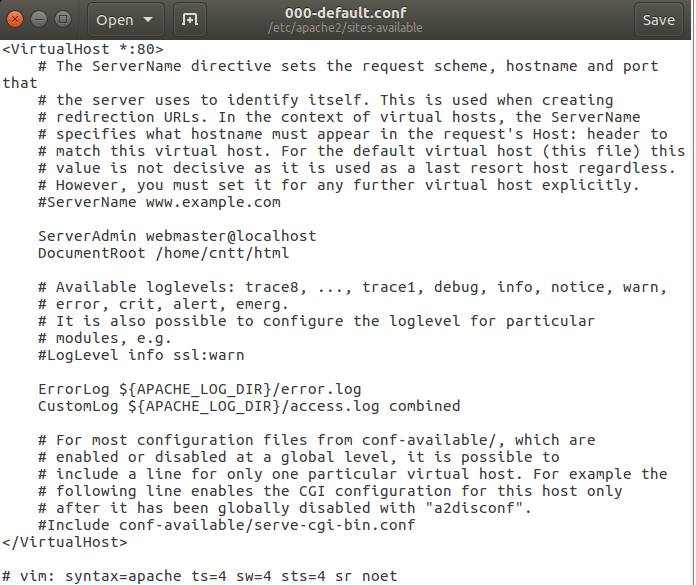 Open
000-default.conf
/etc/apache2/sites-available
Save
<VirtualHost *:80>
    # The ServerName directive sets the request scheme, hostname and port
that
    # the server uses to identify itself. This is used when creating
    # redirection URLs. In the context of virtual hosts, the ServerName
    # specifies what hostname must appear in the request's Host: header to
    # match this virtual host. For the default virtual host (this file) this
    # value is not decisive as it is used as a last resort host regardless.
    # However, you must set it for any further virtual host explicitly.
    #ServerName www.example.com

    ServerAdmin webmaster@localhost
    DocumentRoot /home/cntt/html

    # Available loglevels: trace8, ..., trace1, debug, info, notice, warn,
    # error, crit, alert, emerg.
    # It is also possible to configure the loglevel for particular
    # modules, e.g.
    #LogLevel info ssl:warn

    ErrorLog ${APACHE_LOG_DIR}/error.log
    CustomLog ${APACHE_LOG_DIR}/access.log combined

    # For most configuration files from conf-available/, which are
    # enabled or disabled at a global level, it is possible to
    # include a line for only one particular virtual host. For example the
    # following line enables the CGI configuration for this host only
    # after it has been globally disabled with "a2disconf".
    #Include conf-available/serve-cgi-bin.conf
</VirtualHost>

# vim: syntax=apache ts=4 sw=4 sts=4 sr noet